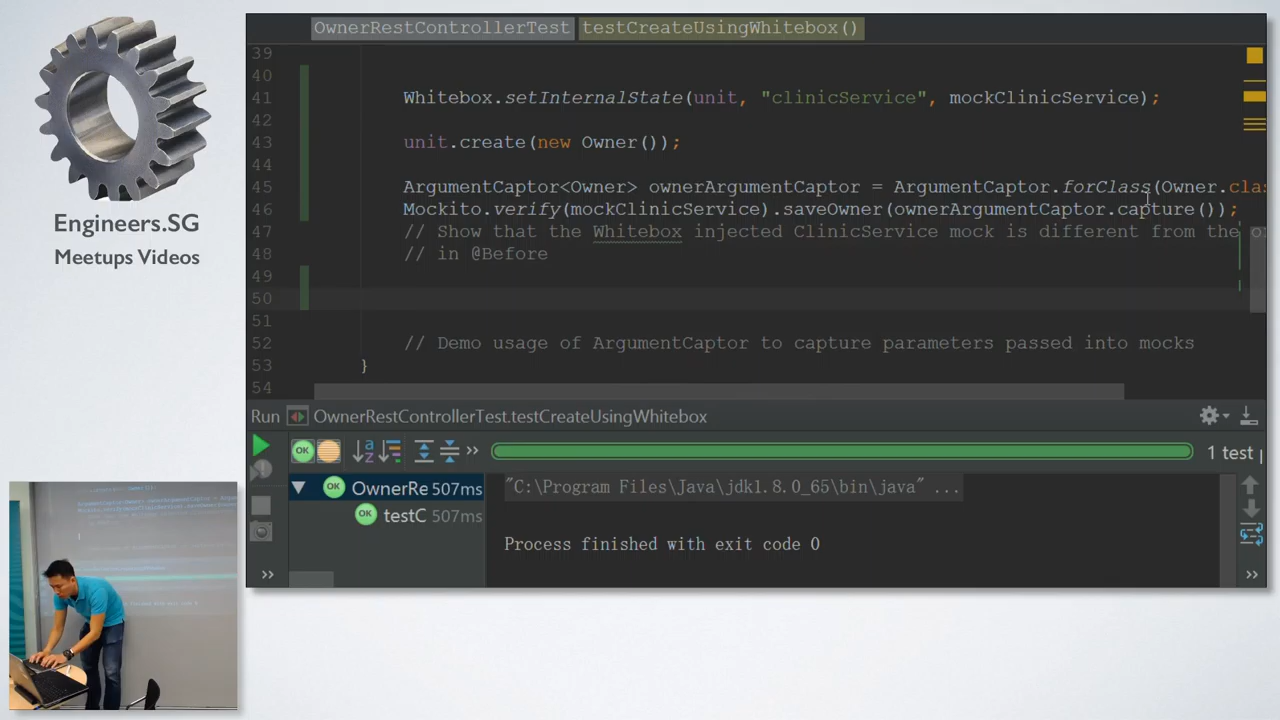 OwnerRestControllerTest testCreateUsingWhitebox()
39
40
41 Whitebox.setInternalState(unit, "clinicService", mockClinicService);
42
43 unit.create(new Owner());
44
45 ArgumentCaptor<Owner> ownerArgumentCaptor = ArgumentCaptor.forClass(Owner.clas
46 Mockito.verify(mockClinicService).saveOwner(ownerArgumentCaptor.capture());
47 // Show that the Whitebox injected ClinicService mock is different from the o
48 // in @Before
49
50
51
52 // Demo usage of ArgumentCaptor to capture parameters passed into mocks
53 }
54
Engineers.SG
Meetups Videos
Run OwnerRestControllerTest.testCreateUsingWhitebox
OK a z >> 1 test
OK OwnerRe 507ms "C:\Program Files\Java\jdk1.8.0_65\bin\java" ...
OK testC 507ms
Process finished with exit code 0
>> >>